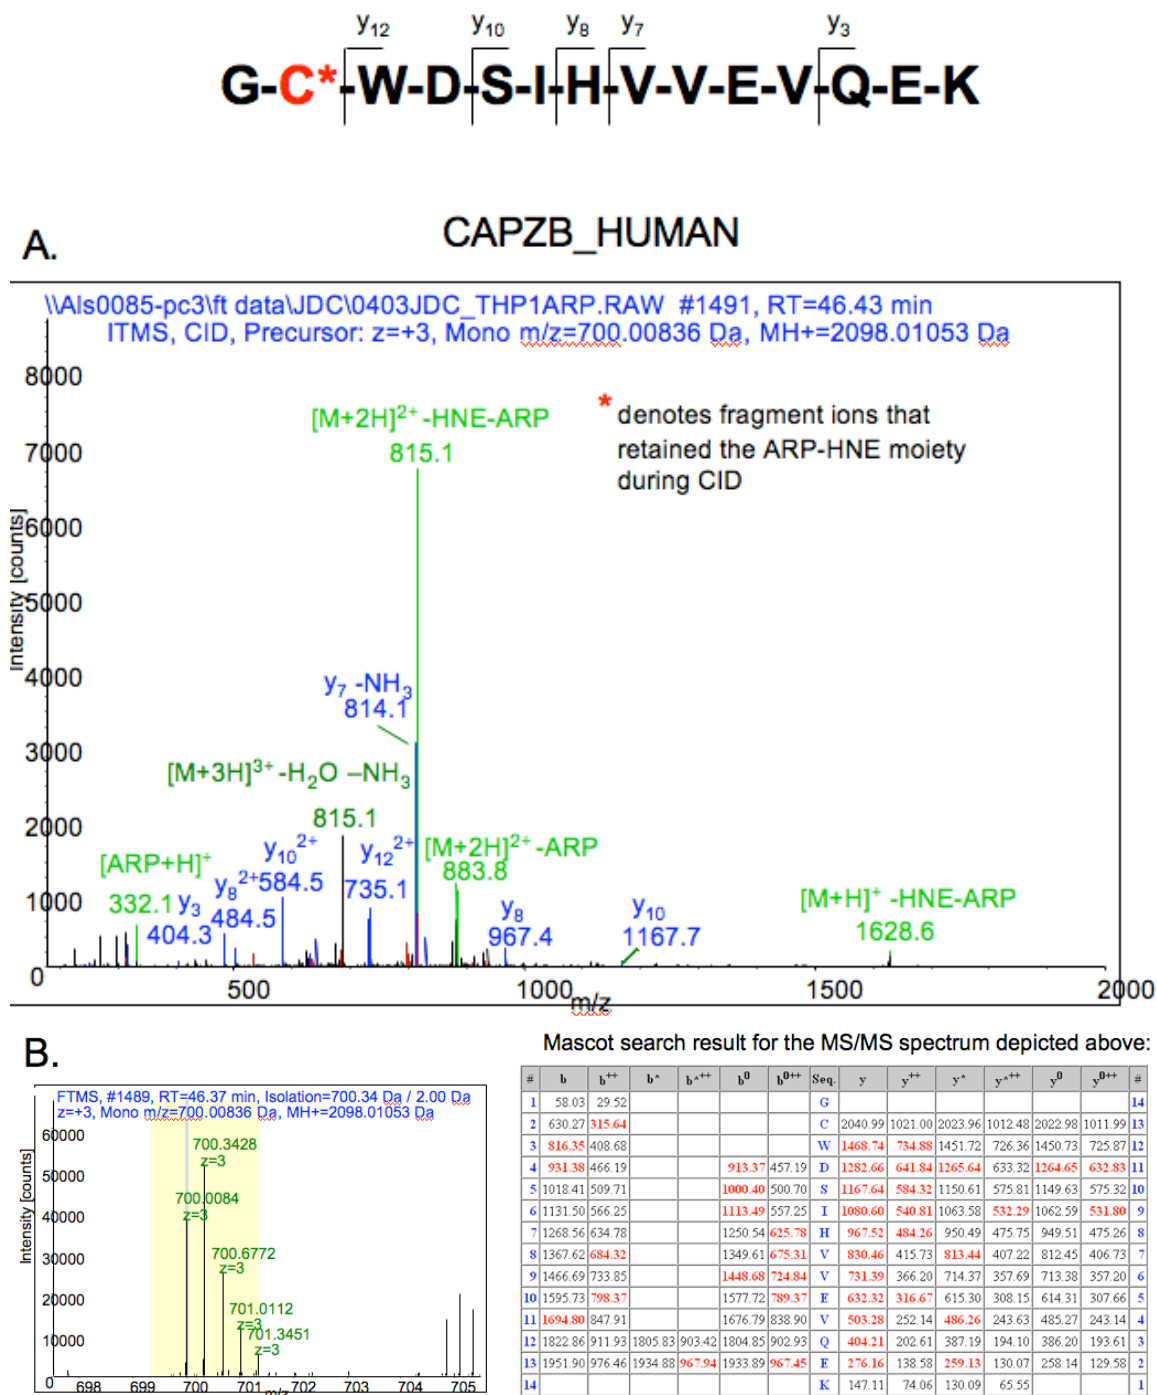 y12 y10 y8 y7 y3
G-C*-W-D-S-I-H-V-V-E-V-Q-E-K
CAPZB_HUMAN
A.
\\Als0085-pc3\ft data\JDC\0403JDC_THP1ARP.RAW #1491, RT=46.43 min
ITMS, CID, Precursor: z=+3, Mono m/z=700.00836 Da, MH+=2098.01053 Da
Intensity [counts]
8000
7000
6000
5000
4000
3000
2000
1000
0
[M+2H]2+ -HNE-ARP
815.1
* denotes fragment ions that
retained the ARP-HNE moiety
during CID
y7 -NH3
814.1
[M+3H]3+ -H2O –NH3
815.1
[ARP+H]+
332.1
y3
404.3
y8 2+
484.5
y10 2+
584.5
y12 2+
735.1
[M+2H]2+ -ARP
883.8
y8
967.4
y10
1167.7
[M+H]+ -HNE-ARP
1628.6
500 1000 1500 2000
m/z
B.
FTMS, #1489, RT=46.37 min, Isolation=700.34 Da / 2.00 Da
z=+3, Mono m/z=700.00836 Da, MH+=2098.01053 Da
Intensity [counts]
60000
50000
40000
30000
20000
10000
0
700.3428
z=3
700.0084
z=3
700.6772
z=3
701.0112
z=3
701.3451
z=3
698 699 700 701 702 703 704 705
m/z
Mascot search result for the MS/MS spectrum depicted above:
# b b++ b* b*++ b0 b0++ Seq. y y++ y* y*++ y0 y0++ #
1 58.03 29.52 G 14
2 630.27 315.64 C 2040.99 1021.00 2023.96 1012.48 2022.98 1011.99 13
3 816.35 408.68 W 1468.74 734.88 1451.72 726.36 1450.73 725.87 12
4 931.38 466.19 913.37 457.19 D 1282.66 641.84 1265.64 633.32 1264.65 632.83 11
5 1018.41 509.71 1000.40 500.70 S 1167.64 584.32 1150.61 575.81 1149.63 575.32 10
6 1131.50 566.25 1113.49 557.25 I 1080.60 540.81 1063.58 532.29 1062.59 531.80 9
7 1268.56 634.78 1250.54 625.78 H 967.52 484.26 950.49 475.75 949.51 475.26 8
8 1367.62 684.32 1349.61 675.31 V 830.46 415.73 813.44 407.22 812.45 406.73 7
9 1466.69 733.85 1448.68 724.84 V 731.39 366.20 714.37 357.69 713.38 357.20 6
10 1595.73 798.37 1577.72 789.37 E 632.32 316.67 615.30 308.15 614.31 307.66 5
11 1694.80 847.91 1676.79 838.90 V 503.28 252.14 486.26 243.63 485.27 243.14 4
12 1822.86 911.93 1805.83 903.42 1804.85 902.93 Q 404.21 202.61 387.19 194.10 386.20 193.61 3
13 1951.90 976.46 1934.88 967.94 1933.89 967.45 E 276.16 138.58 259.13 130.07 258.14 129.58 2
14 K 147.11 74.06 130.09 65.55 1